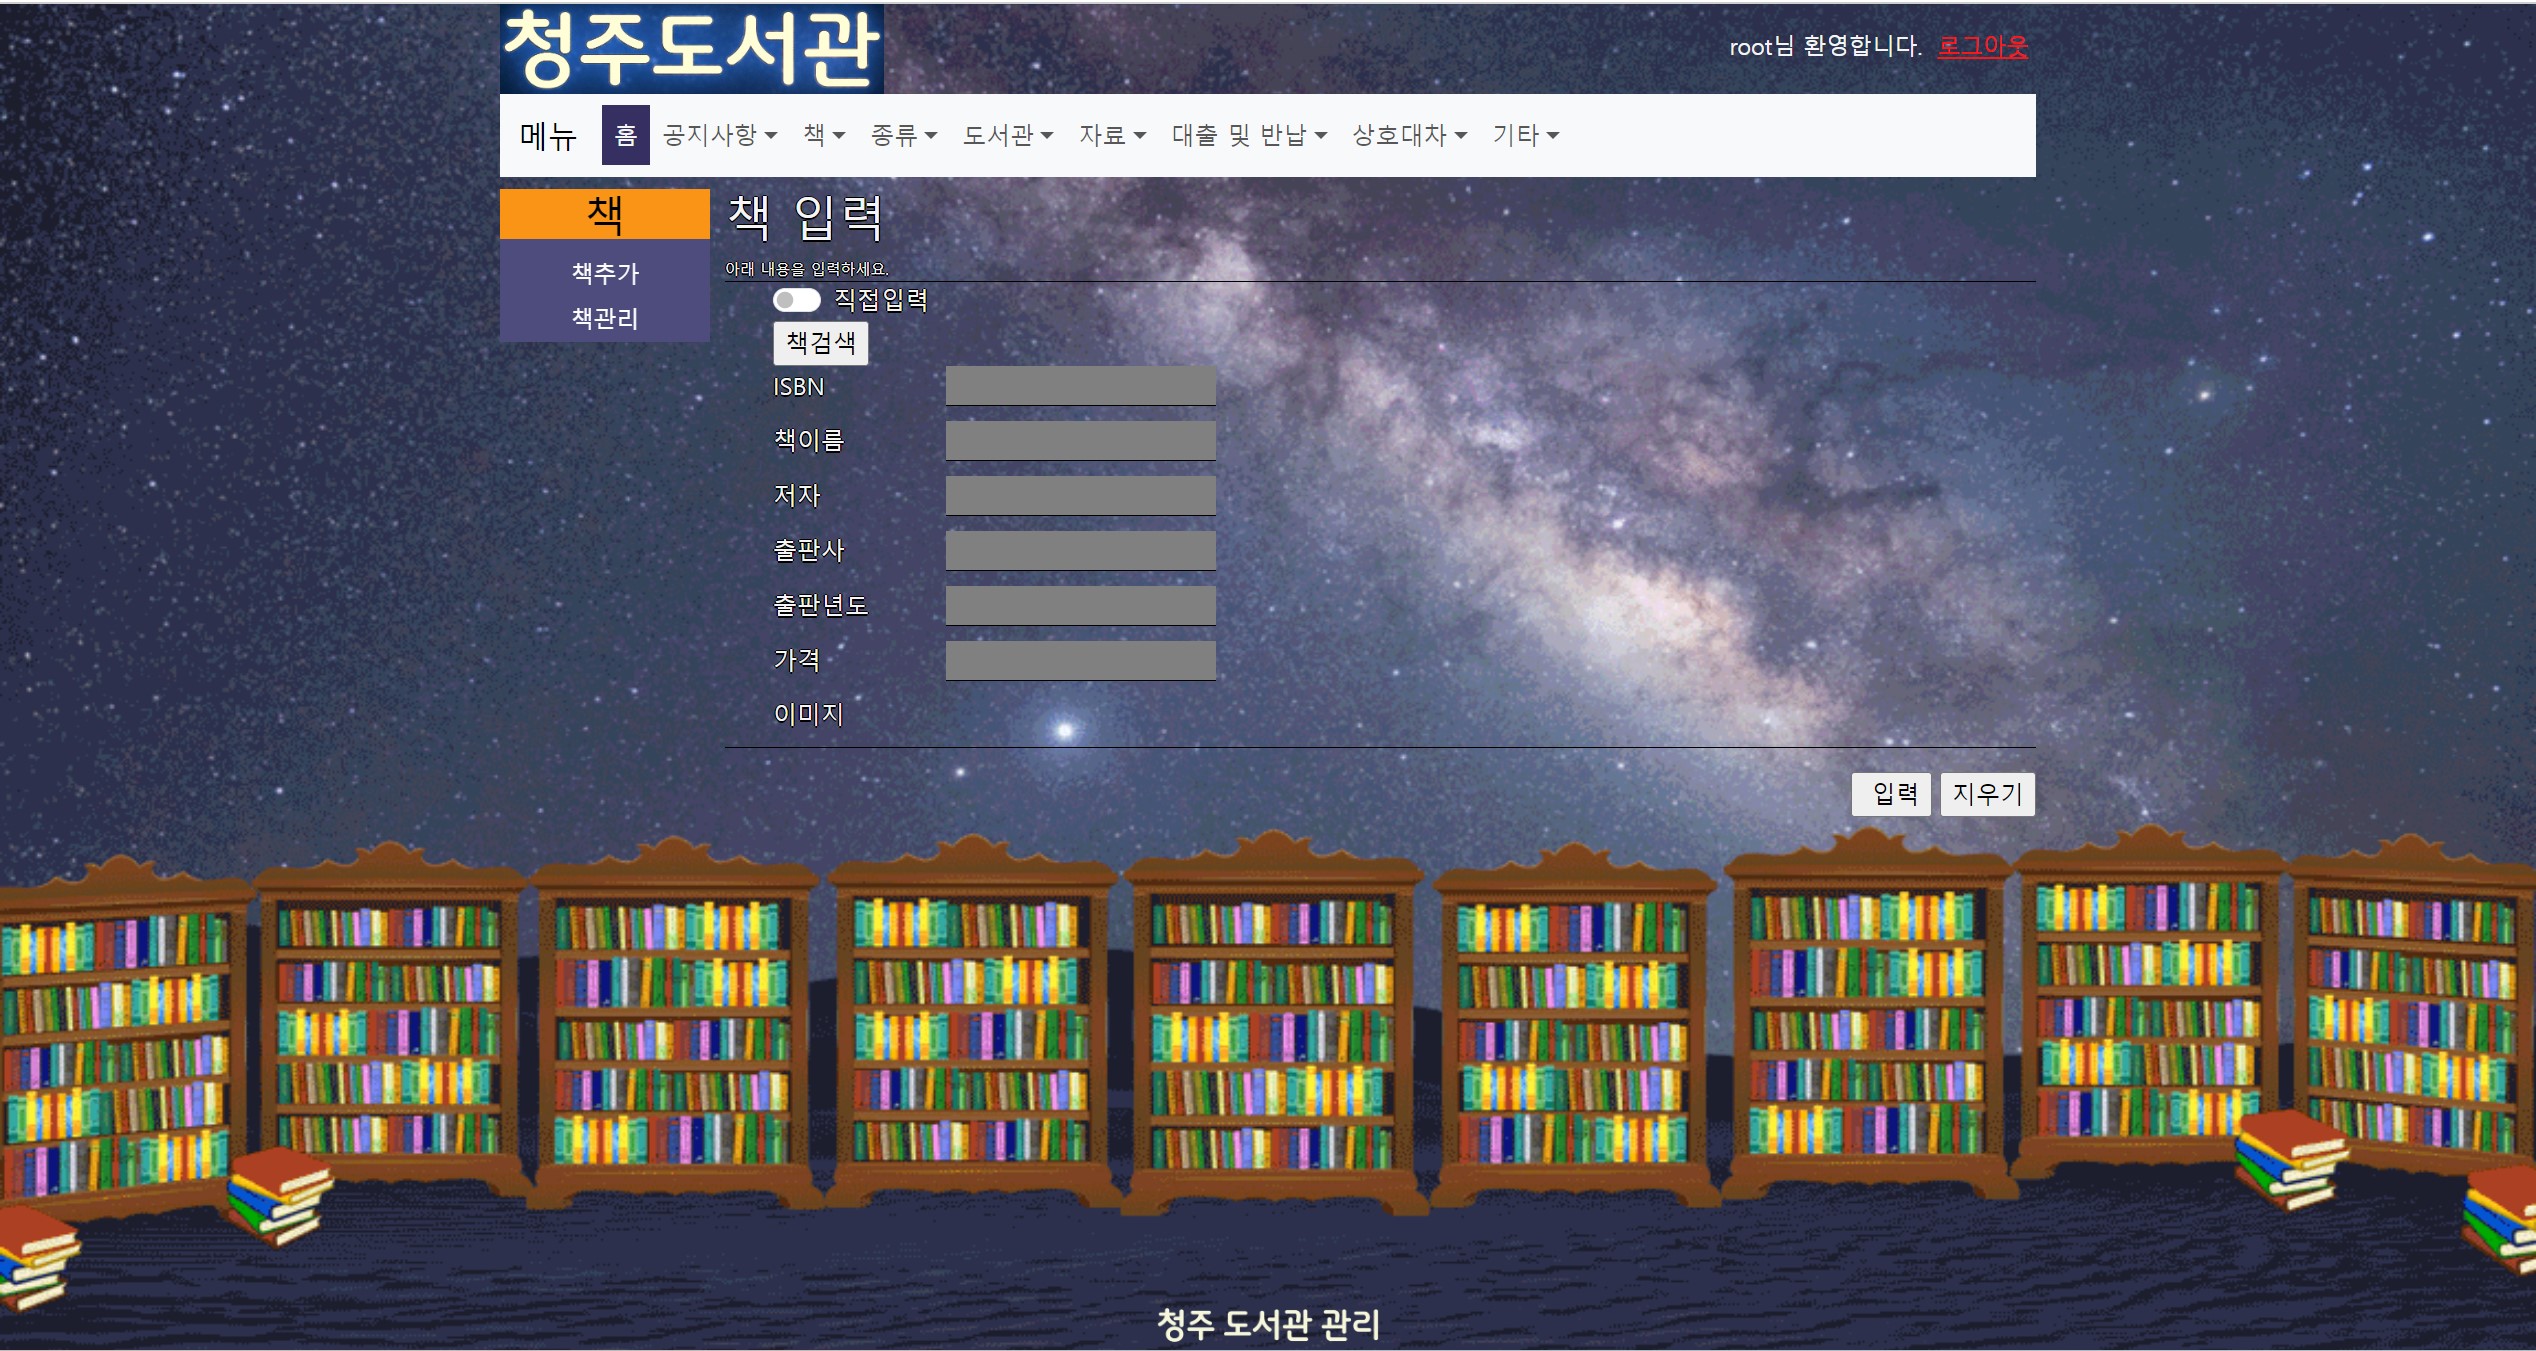 청주도서관
root님 환영합니다. 로그아웃
메뉴 홈 공지사항 책 종류 도서관 자료 대출 및 반납 상호대차 기타
책
책추가
책관리
책 입력
아래 내용을 입력하세요.
직접입력
책검색
ISBN
책이름
저자
출판사
출판년도
가격
이미지
입력 지우기
청주 도서관 관리